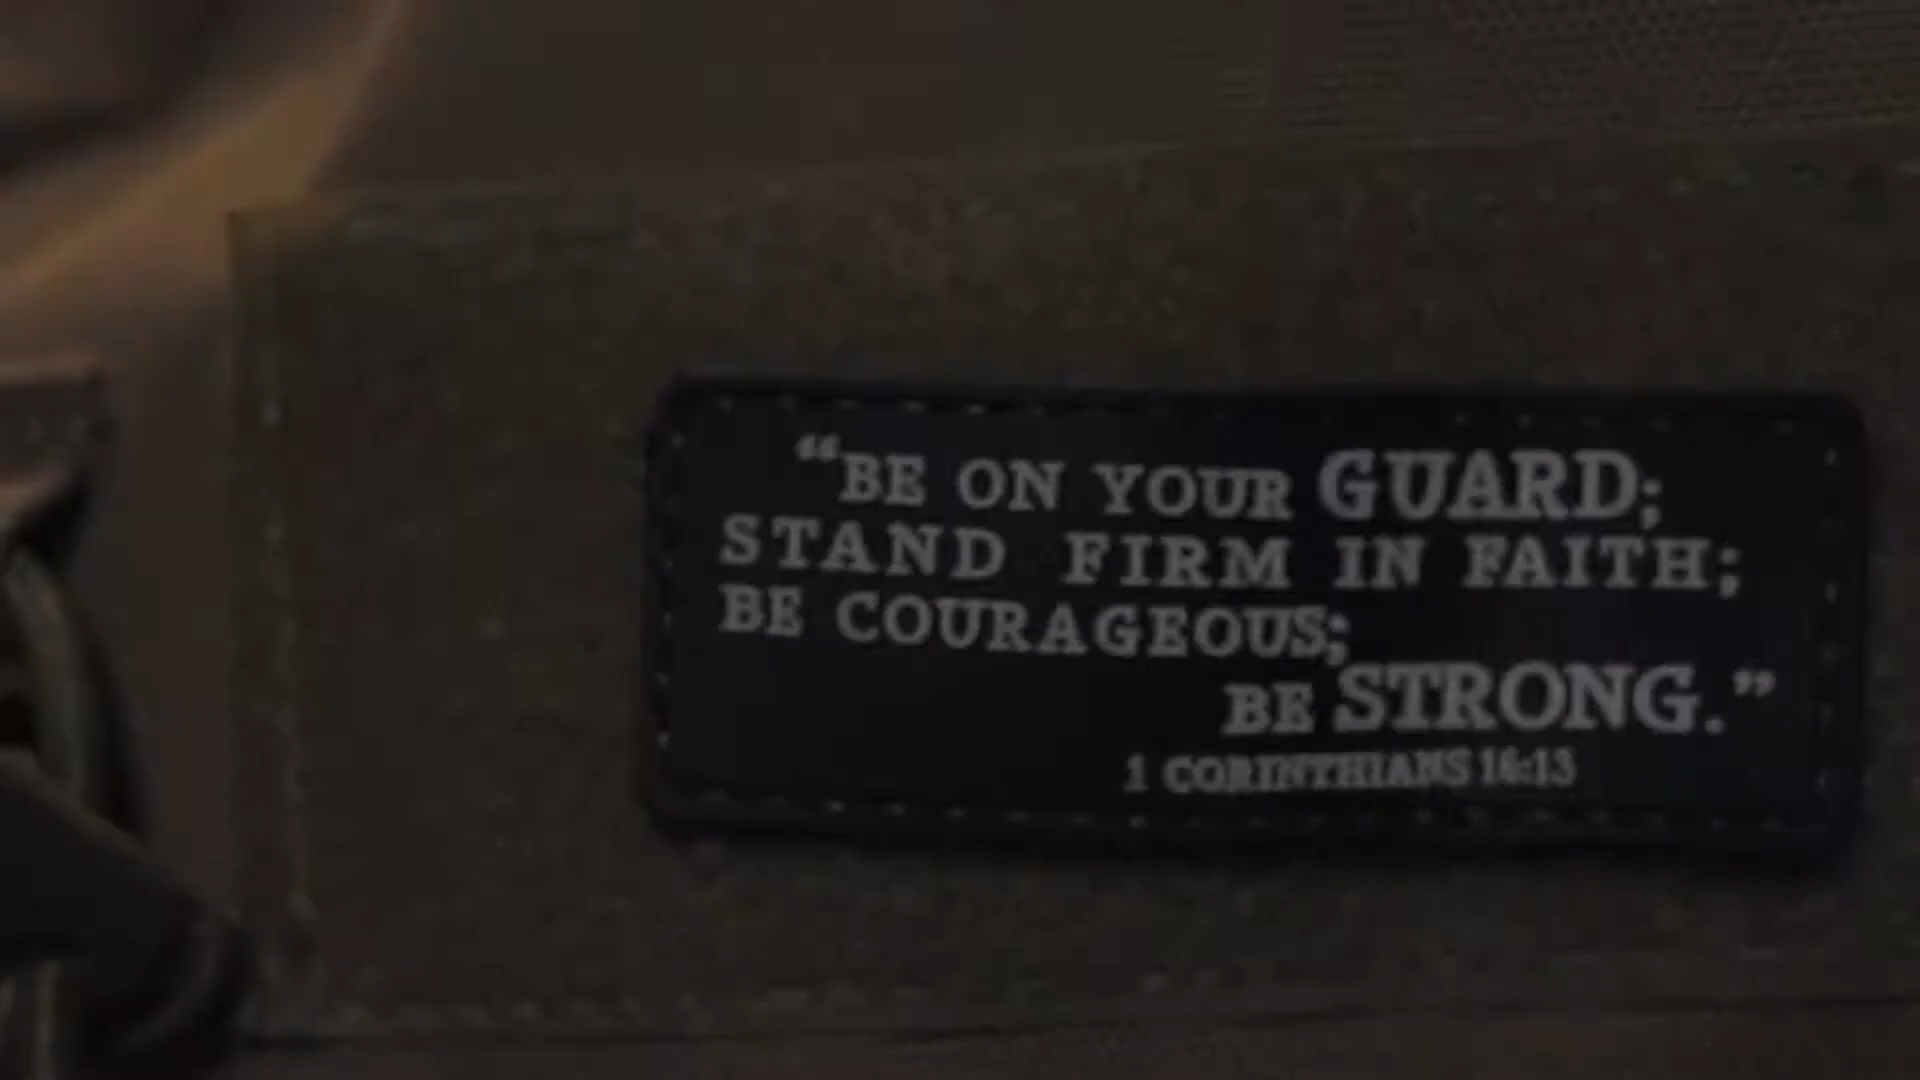 “BE ON YOUR GUARD;
STAND FIRM IN FAITH;
BE COURAGEOUS;
BE STRONG.”
1 CORINTHIANS 16:13